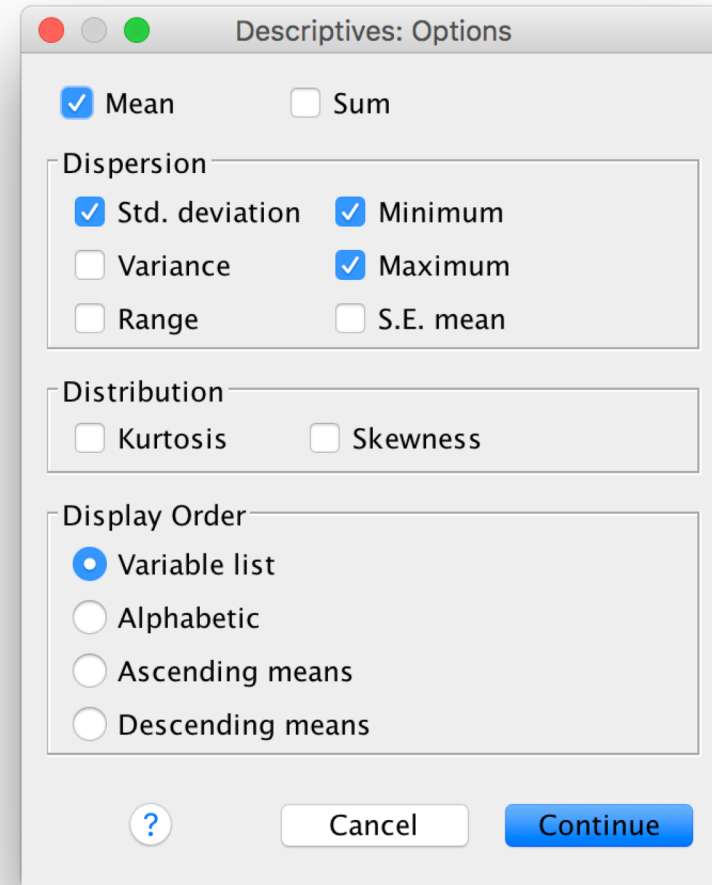 Descriptives: Options
Mean Sum
Dispersion
Std. deviation Minimum
Variance Maximum
Range S.E. mean
Distribution
Kurtosis Skewness
Display Order
Variable list
Alphabetic
Ascending means
Descending means
? Cancel Continue